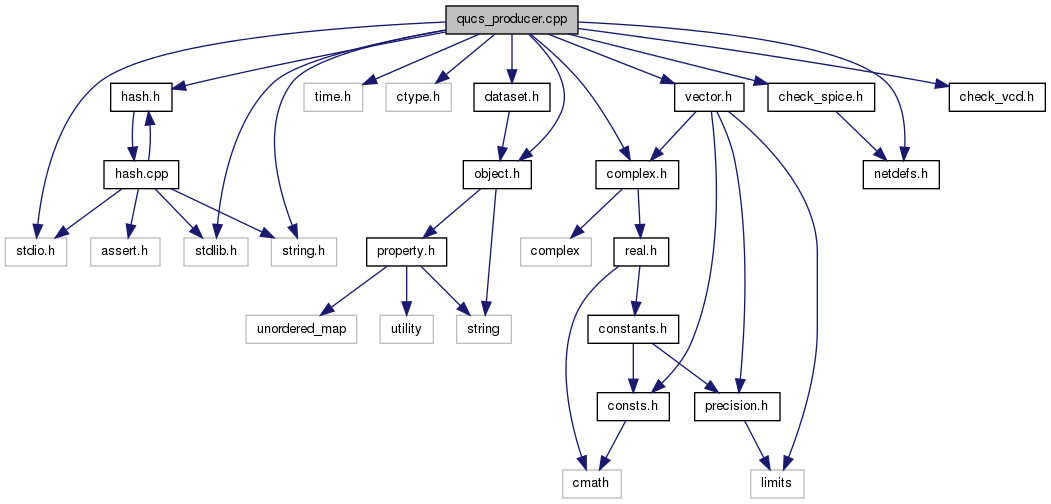 qucs_producer.cpp
hash.h
time.h
ctype.h
dataset.h
vector.h
check_spice.h
check_vcd.h
hash.cpp
object.h
complex.h
netdefs.h
stdio.h
assert.h
stdlib.h
string.h
property.h
complex
real.h
unordered_map
utility
string
constants.h
consts.h
precision.h
cmath
limits